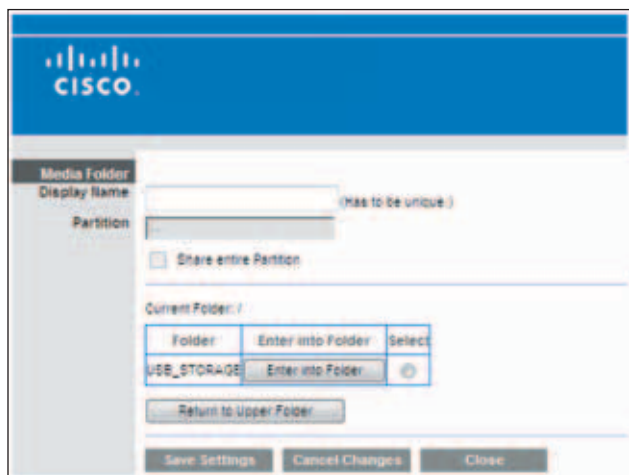 CISCO.
Media Folder
Display Name (Has to be unique.)
Partition
Share entire Partition
Current Folder: /
Folder Enter into Folder Select
USB_STORAGE Enter into Folder
Return to Upper Folder
Save Settings Cancel Changes Close